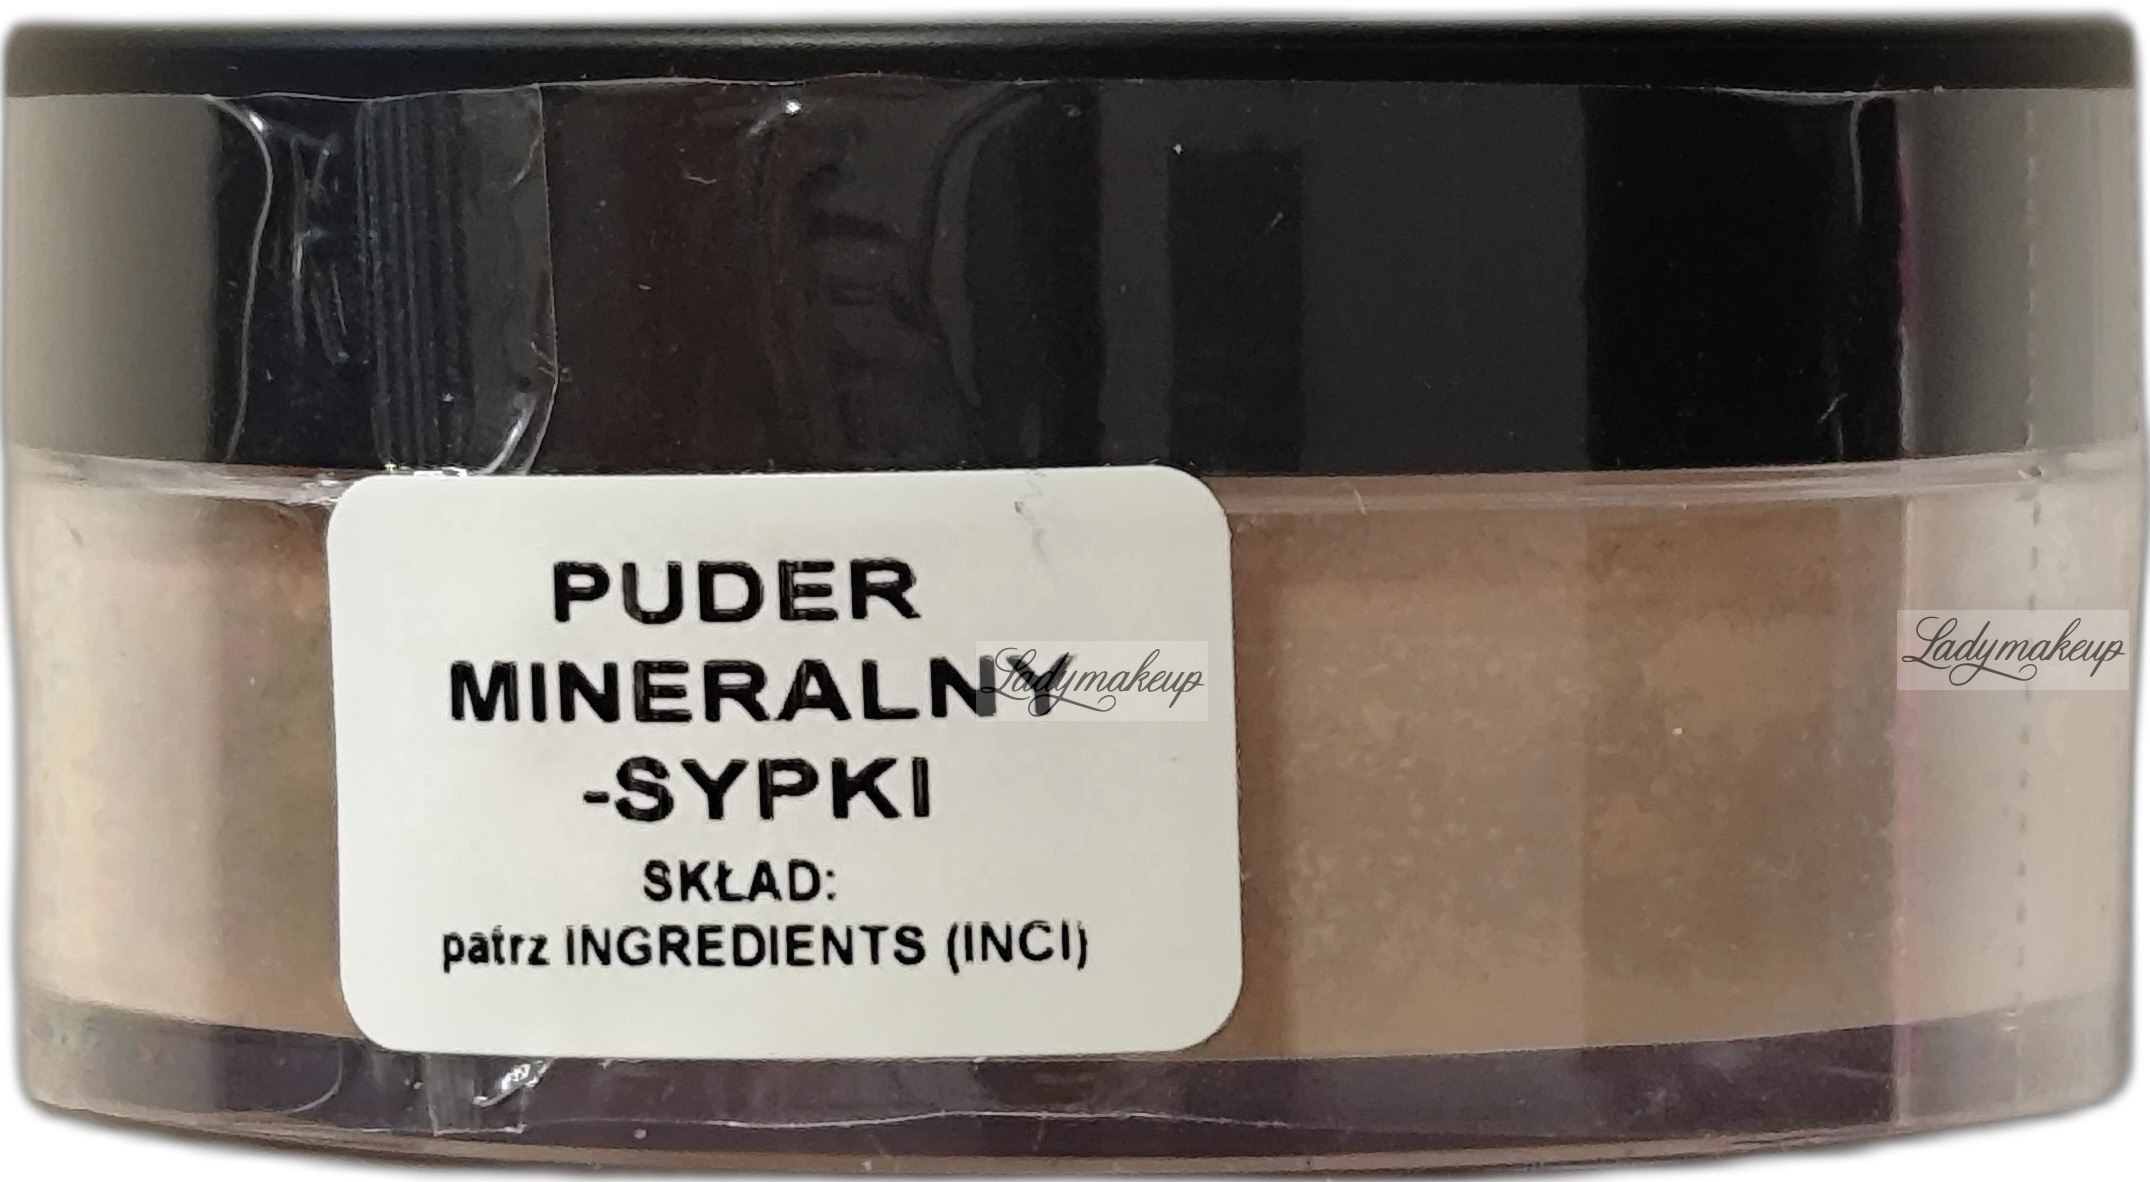 PUDER
MINERALNY
-SYPKI
SKŁAD:
patrz INGREDIENTS (INCI)
Ladymakeup
Ladymakeup